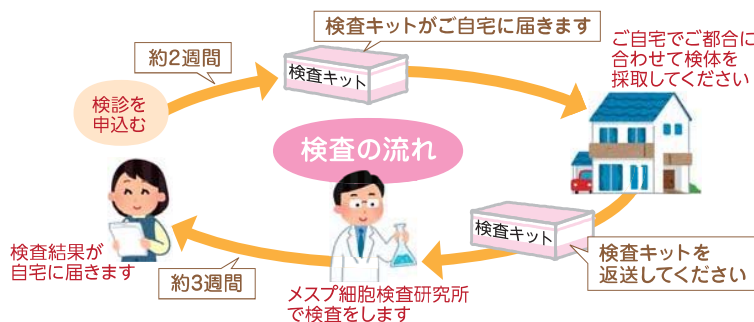 検診を
申込む
約2週間
検査キット
検査キットがご自宅に届きます
ご自宅でご都合に
合わせて検体を
採取してください
検査の流れ
検査キット
検査キットを
返送してください
メスプ細胞検査研究所
で検査をします
約3週間
検査結果が
自宅に届きます